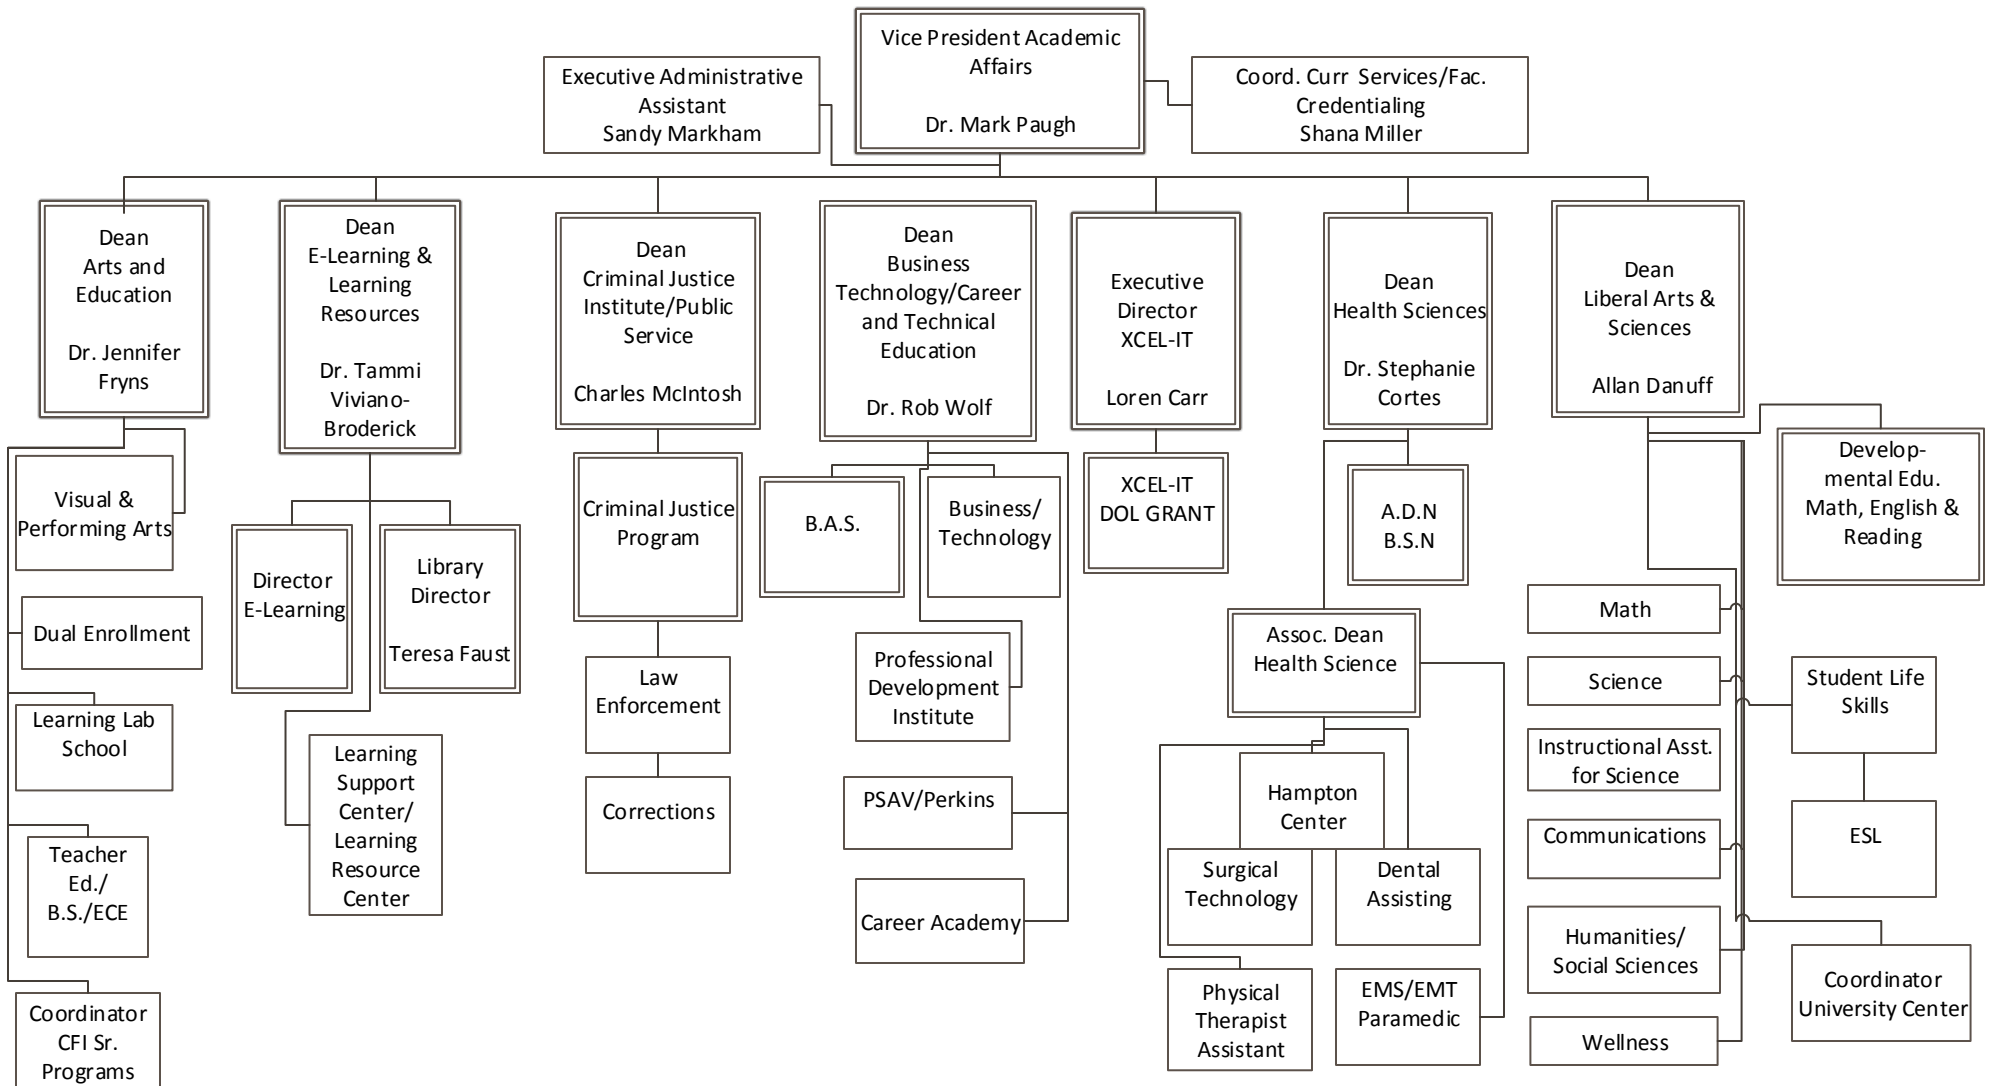 Vice President Academic
Affairs
Dr. Mark Paugh
Executive Administrative
Assistant
Sandy Markham
Coord. Curr Services/Fac.
Credentialing
Shana Miller
Dean
Arts and
Education
Dr. Jennifer
Fryns
Dean
E-Learning &
Learning
Resources
Dr. Tammi
Viviano-
Broderick
Dean
Criminal Justice
Institute/Public
Service
Charles McIntosh
Dean
Business
Technology/Career
and Technical
Education
Dr. Rob Wolf
Executive
Director
XCEL-IT
Loren Carr
Dean
Health Sciences
Dr. Stephanie
Cortes
Dean
Liberal Arts &
Sciences
Allan Danuff
Visual &
Performing Arts
Dual Enrollment
Learning Lab
School
Teacher
Ed./
B.S./ECE
Coordinator
CFI Sr.
Programs
Director
E-Learning
Library
Director
Teresa Faust
Learning
Support
Center/
Learning
Resource
Center
Criminal Justice
Program
Law
Enforcement
Corrections
B.A.S.
Business/
Technology
Professional
Development
Institute
PSAV/Perkins
Career Academy
XCEL-IT
DOL GRANT
A.D.N
B.S.N
Assoc. Dean
Health Science
Hampton
Center
Surgical
Technology
Dental
Assisting
Physical
Therapist
Assistant
EMS/EMT
Paramedic
Develop-
mental Edu.
Math, English &
Reading
Math
Science
Instructional Asst.
for Science
Communications
Humanities/
Social Sciences
Wellness
Student Life
Skills
ESL
Coordinator
University Center